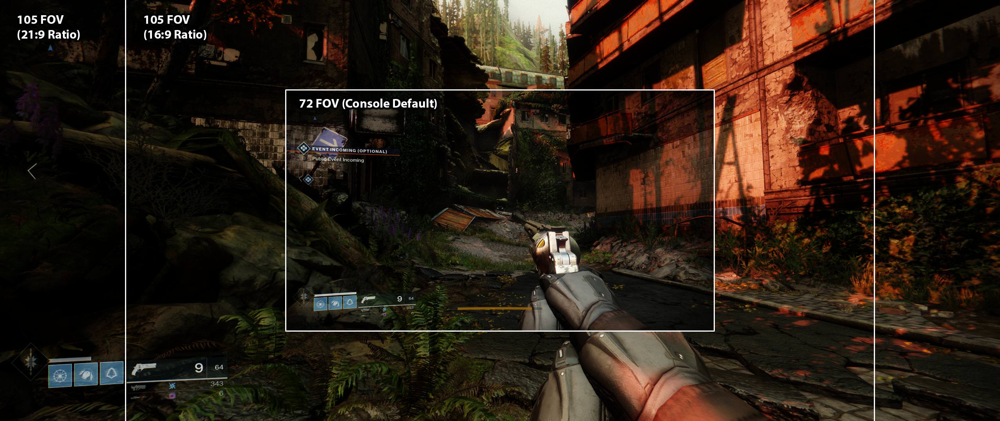 105 FOV
(21:9 Ratio)
105 FOV
(16:9 Ratio)
72 FOV (Console Default)
EVENT INCOMING (OPTIONAL)
Public Event Incoming
9 64
343
6
9 64
343
6